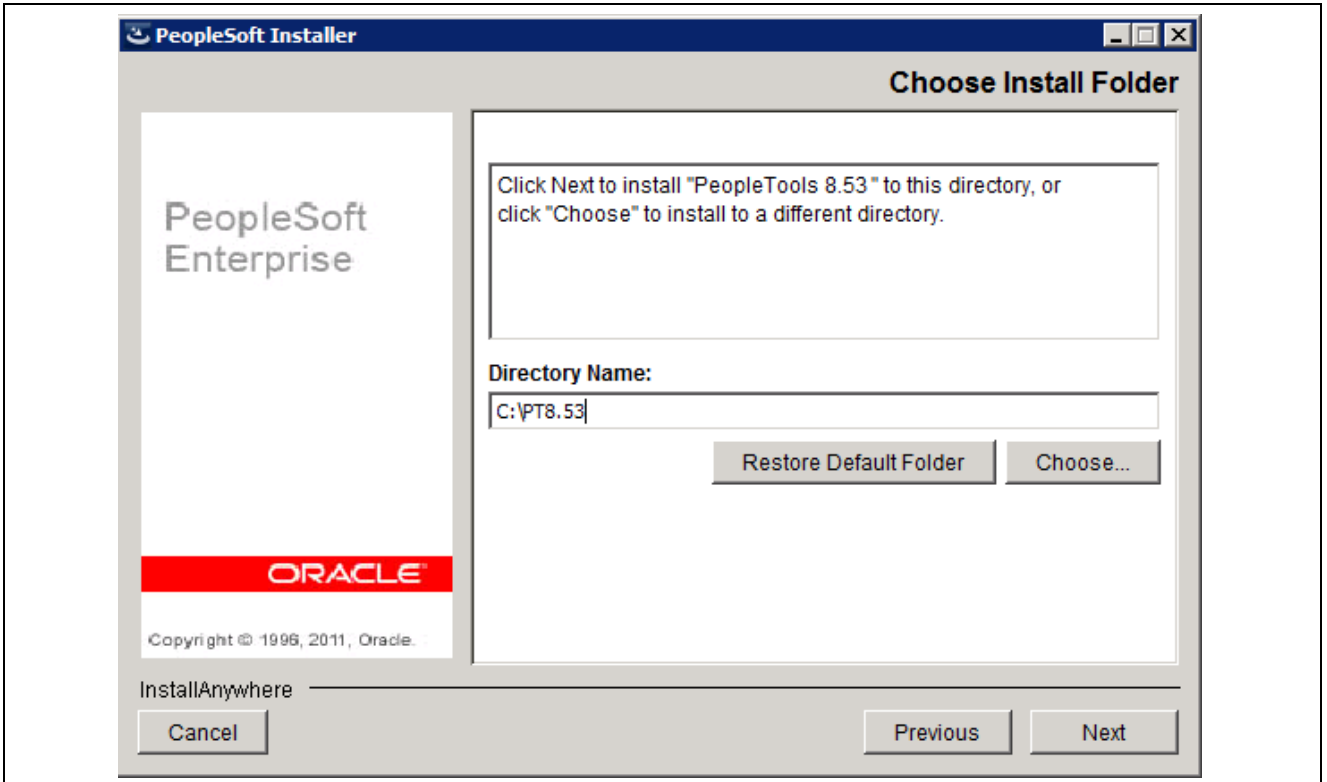 PeopleSoft Installer
Choose Install Folder
PeopleSoft
Enterprise
Click Next to install "PeopleTools 8.53" to this directory, or
click "Choose" to install to a different directory.
Directory Name:
C:\PT8.53
Restore Default Folder
Choose...
ORACLE
Copyright © 1996, 2011, Oracle.
InstallAnywhere
Cancel
Previous
Next